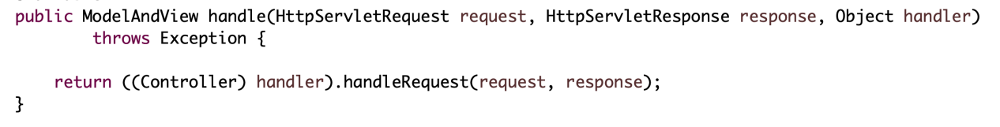 public ModelAndView handle(HttpServletRequest request, HttpServletResponse response, Object handler)
        throws Exception {
    return ((Controller) handler).handleRequest(request, response);
}